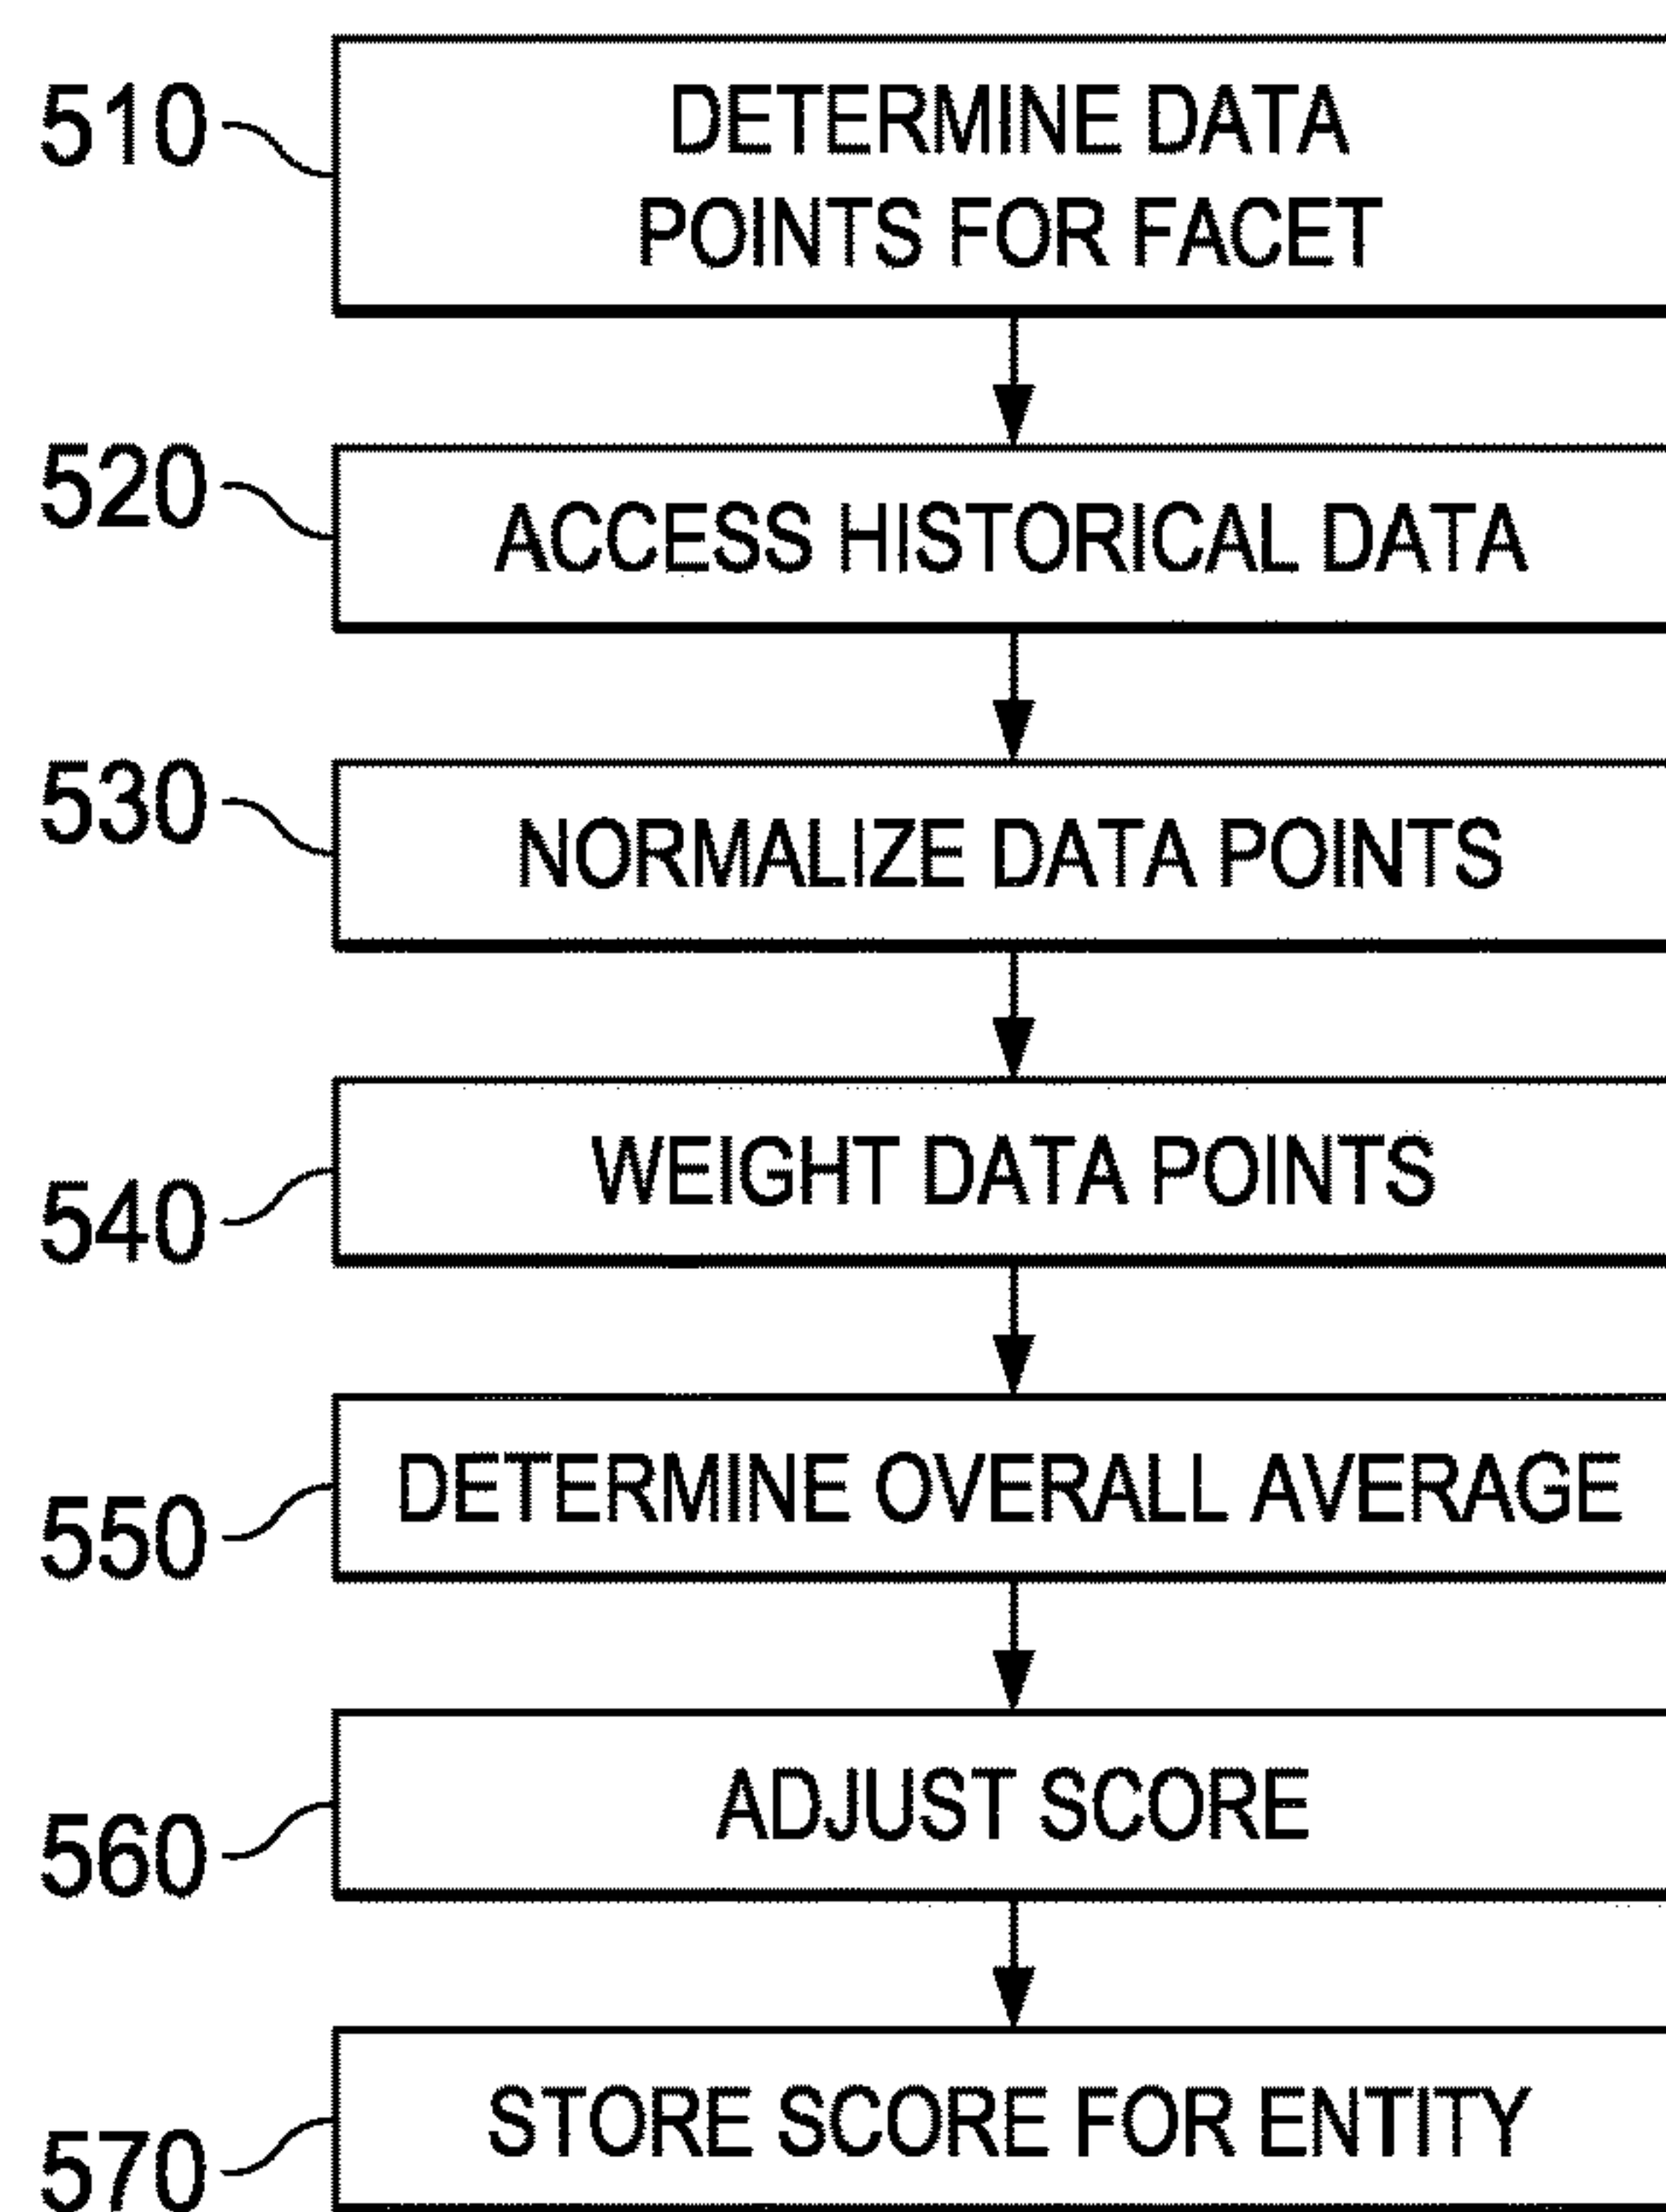 510
DETERMINE DATA
POINTS FOR FACET
520
ACCESS HISTORICAL DATA
530
NORMALIZE DATA POINTS
540
WEIGHT DATA POINTS
550
DETERMINE OVERALL AVERAGE
560
ADJUST SCORE
570
STORE SCORE FOR ENTITY